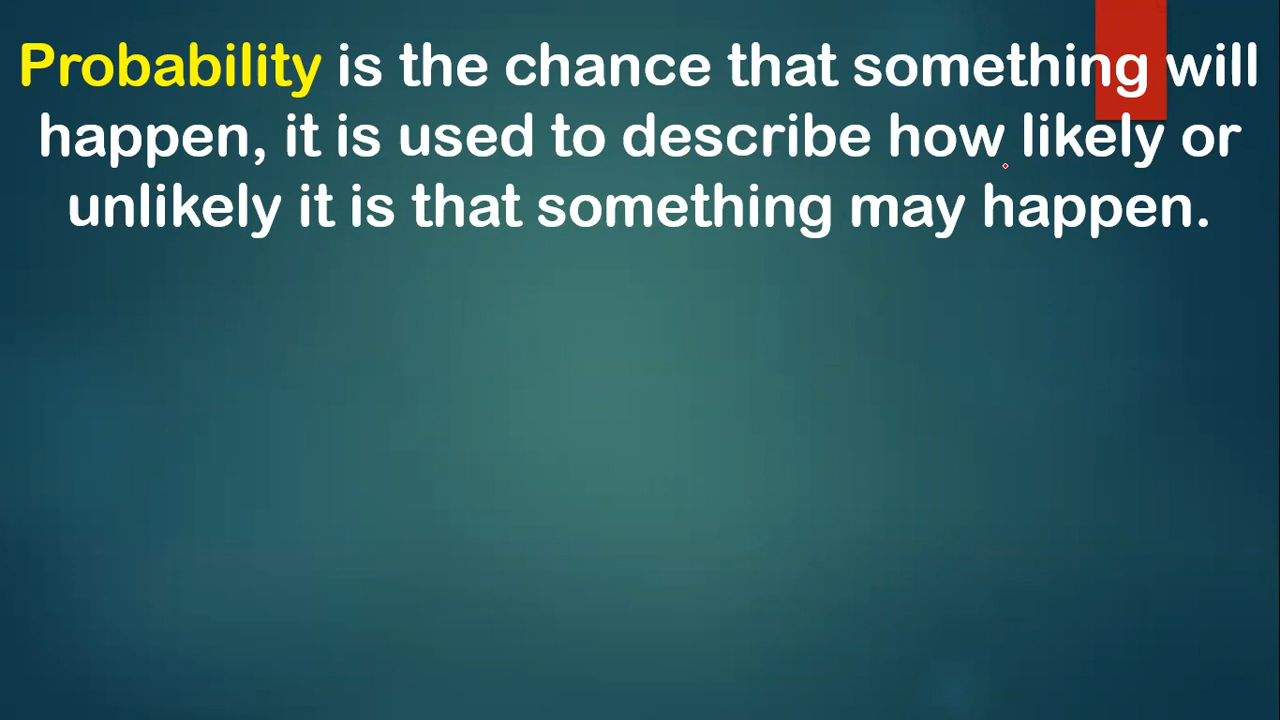 Probability is the chance that something will
happen, it is used to describe how likely or
unlikely it is that something may happen.